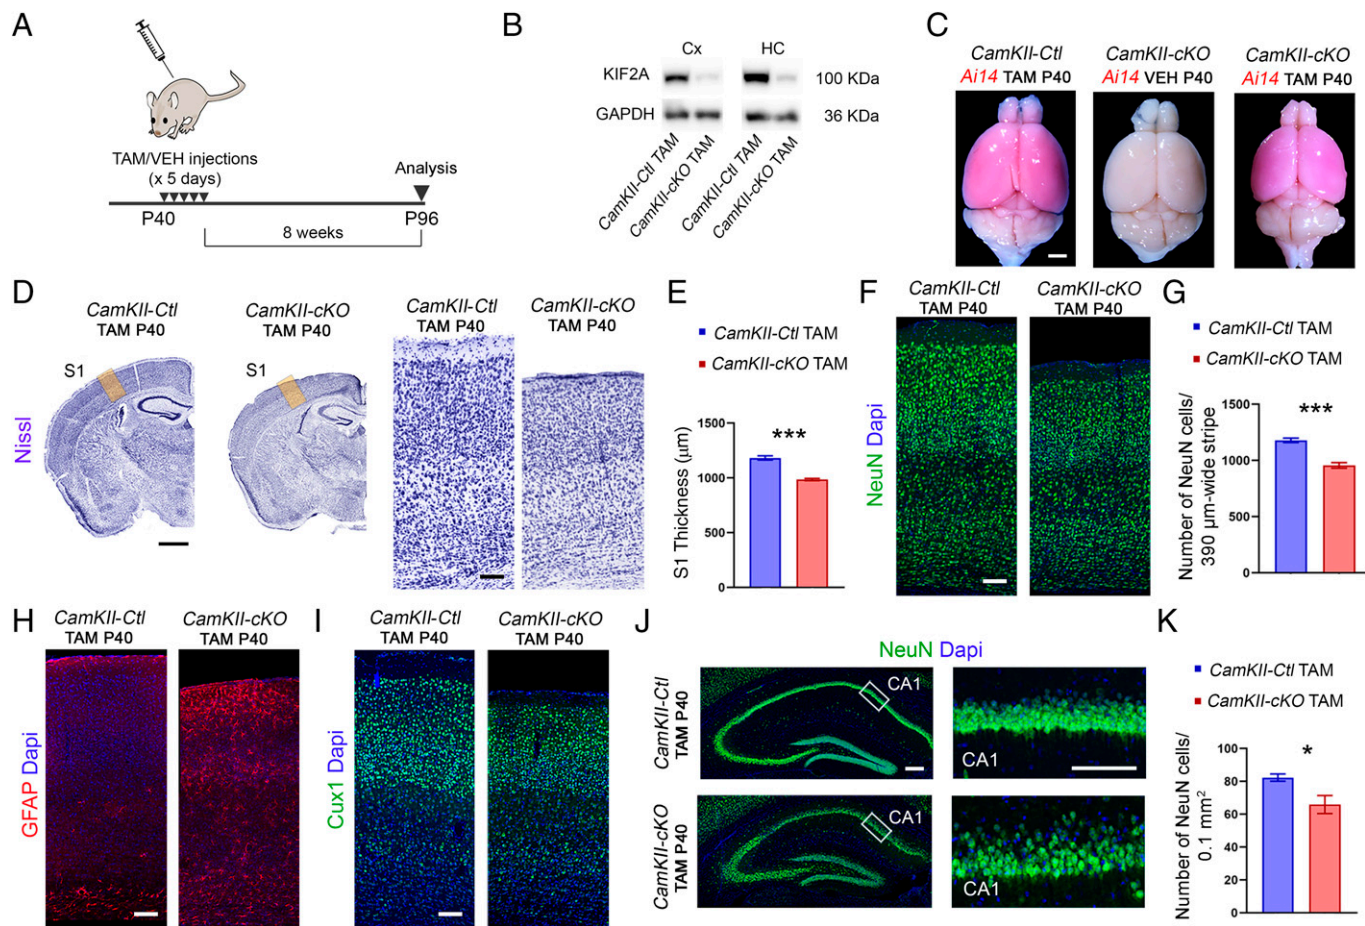 A
TAM/VEH injections
(x 5 days)
Analysis
P40
P96
8 weeks
B
Cx
HC
KIF2A
100 KDa
GAPDH
36 KDa
CamKII-Ctl TAM
CamKII-cKO TAM
CamKII-Ctl TAM
CamKII-cKO TAM
C
CamKII-Ctl
Ai14 TAM P40
CamKII-cKO
Ai14 VEH P40
CamKII-cKO
Ai14 TAM P40
D
CamKII-Ctl
TAM P40
CamKII-cKO
TAM P40
CamKII-Ctl
TAM P40
CamKII-cKO
TAM P40
S1
S1
Nissl
E
CamKII-Ctl TAM
CamKII-cKO TAM
S1 Thickness (µm)
1500
1000
500
0
***
F
CamKII-Ctl
TAM P40
CamKII-cKO
TAM P40
NeuN Dapi
G
CamKII-Ctl TAM
CamKII-cKO TAM
Number of NeuN cells/
390 µm-wide stripe
1500
1000
500
0
***
H
CamKII-Ctl
TAM P40
CamKII-cKO
TAM P40
GFAP Dapi
I
CamKII-Ctl
TAM P40
CamKII-cKO
TAM P40
Cux1 Dapi
J
NeuN Dapi
CamKII-Ctl
TAM P40
CA1
CA1
CamKII-cKO
TAM P40
CA1
CA1
K
CamKII-Ctl TAM
CamKII-cKO TAM
Number of NeuN cells/
0.1 mm²
100
80
60
40
20
0
*